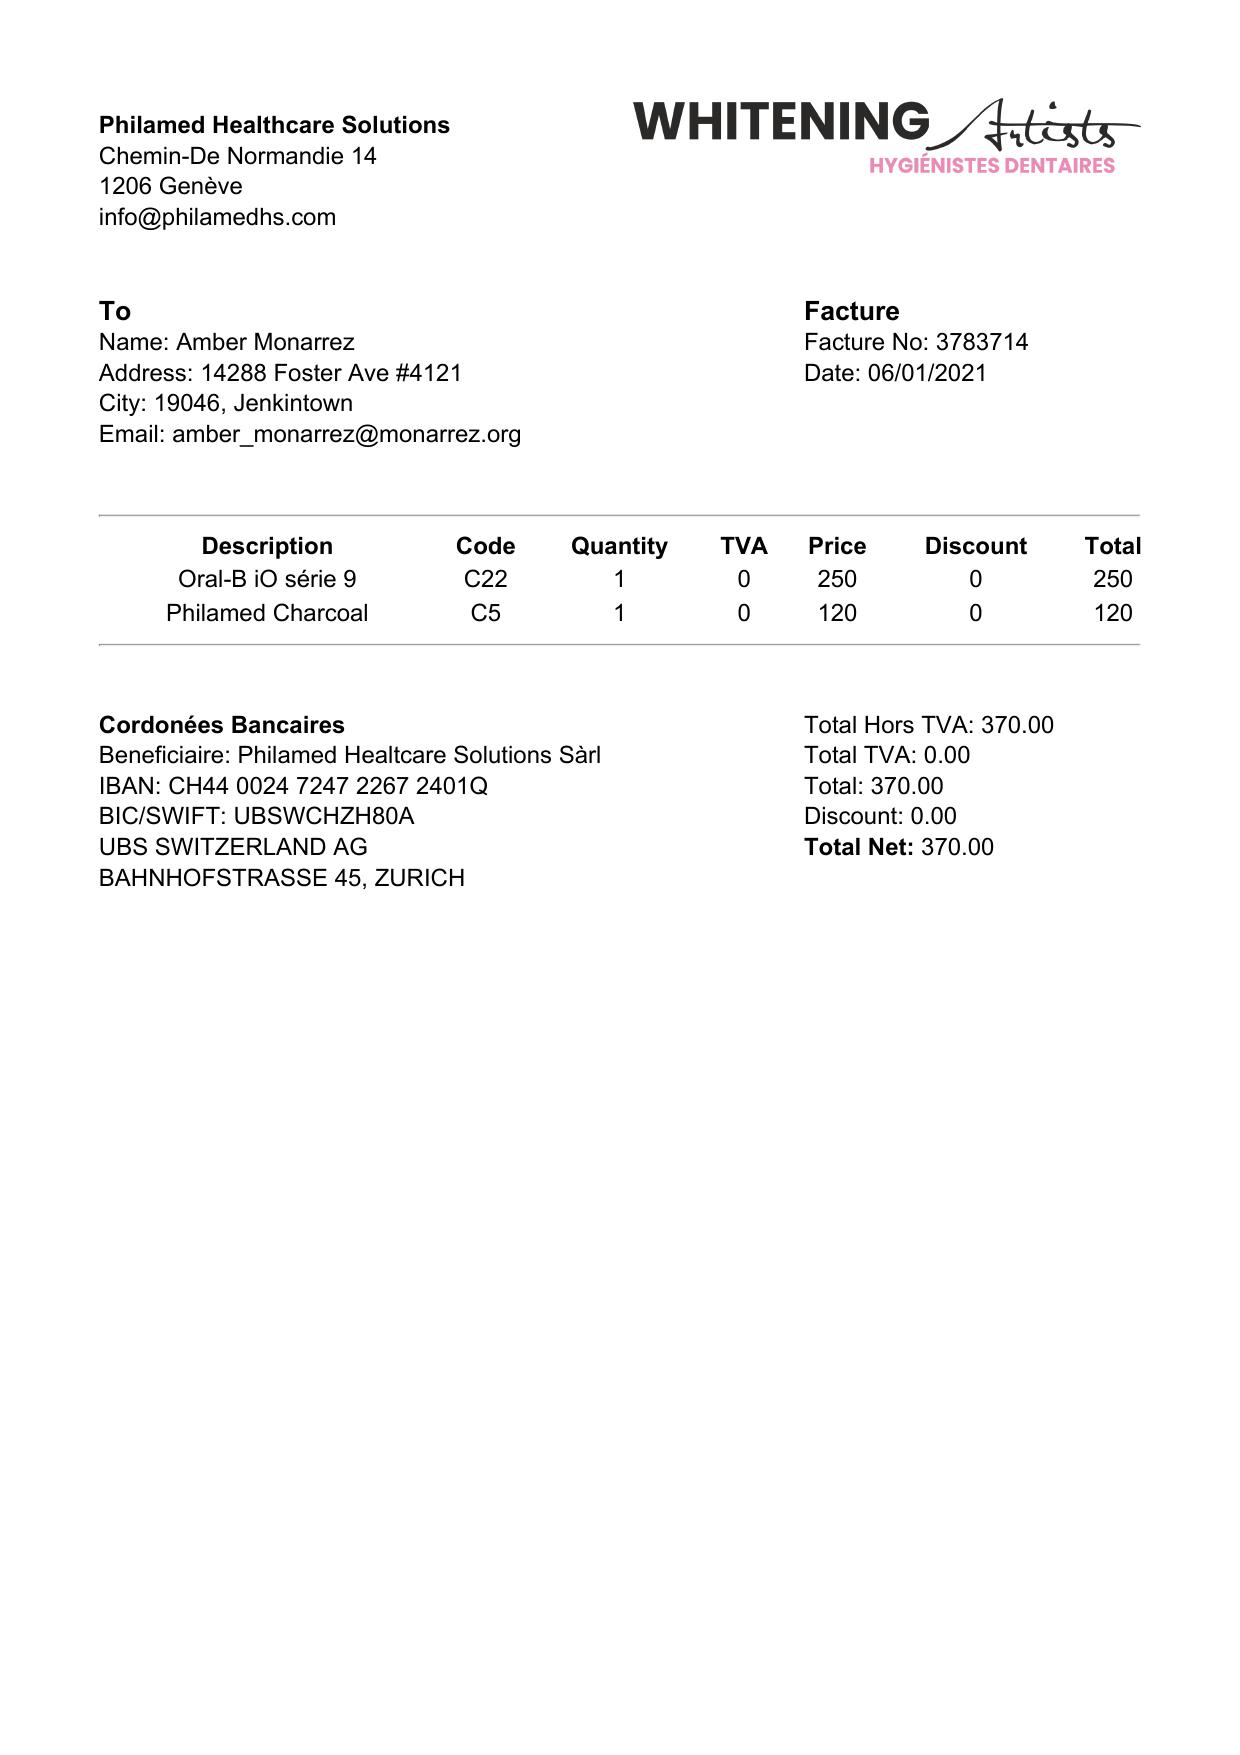 Philamed Healthcare Solutions
Chemin-De Normandie 14
1206 Genève
info@philamedhs.com
WHITENING Artists
HYGIÉNISTES DENTAIRES
To
Name: Amber Monarrez
Address: 14288 Foster Ave #4121
City: 19046, Jenkintown
Email: amber_monarrez@monarrez.org
Facture
Facture No: 3783714
Date: 06/01/2021
Description Code Quantity TVA Price Discount Total
Oral-B iO série 9 C22 1 0 250 0 250
Philamed Charcoal C5 1 0 120 0 120
Cordonées Bancaires
Beneficiaire: Philamed Healtcare Solutions Sàrl
IBAN: CH44 0024 7247 2267 2401Q
BIC/SWIFT: UBSWCHZH80A
UBS SWITZERLAND AG
BAHNHOFSTRASSE 45, ZURICH
Total Hors TVA: 370.00
Total TVA: 0.00
Total: 370.00
Discount: 0.00
Total Net: 370.00